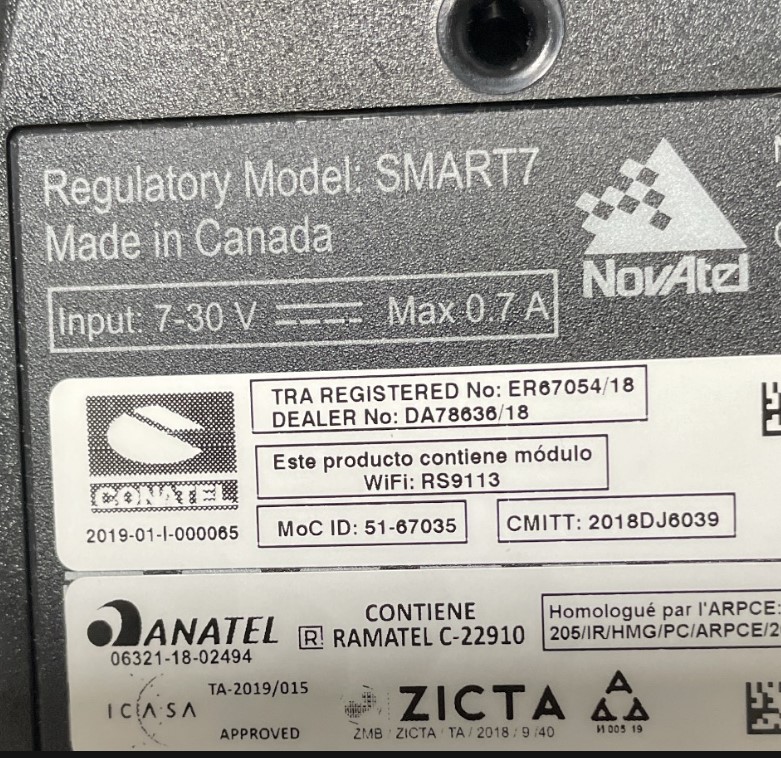 Regulatory Model: SMART7
Made in Canada
NovAtel
Input: 7-30 V Max 0.7 A
TRA REGISTERED No: ER67054/18
DEALER No: DA78636/18
CONATEL
2019-01-I-000065
Este producto contiene módulo
WiFi: RS9113
MoC ID: 51-67035
CMITT: 2018DJ6039
ANATEL
06321-18-02494
CONTIENE
R! RAMATEL C-22910
Homologué par l'ARPCE:
205/IR/HMG/PC/ARPCE/2
TA-2019/015
ICASA
APPROVED
ZICTA
ZMB / ZICTA / TA / 2018 / 9 /40
И 005 19